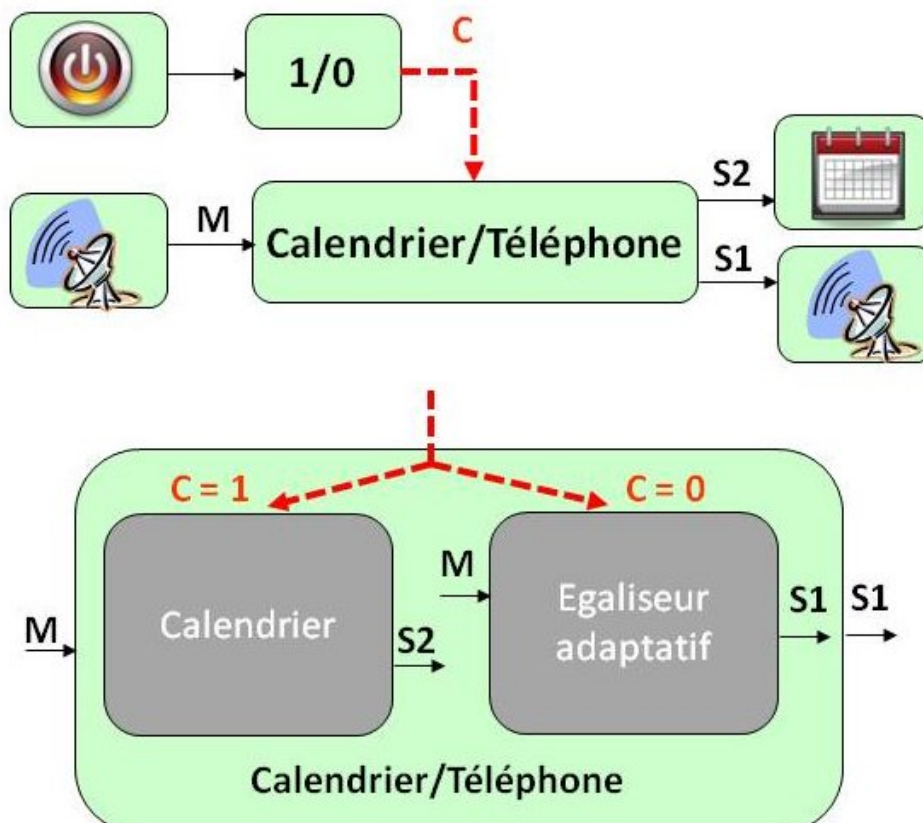 C
1/0
S2
M
Calendrier/Téléphone
S1
C = 1
C = 0
M
Calendrier
S2
M
Egaliseur
adaptatif
S1
S1
Calendrier/Téléphone